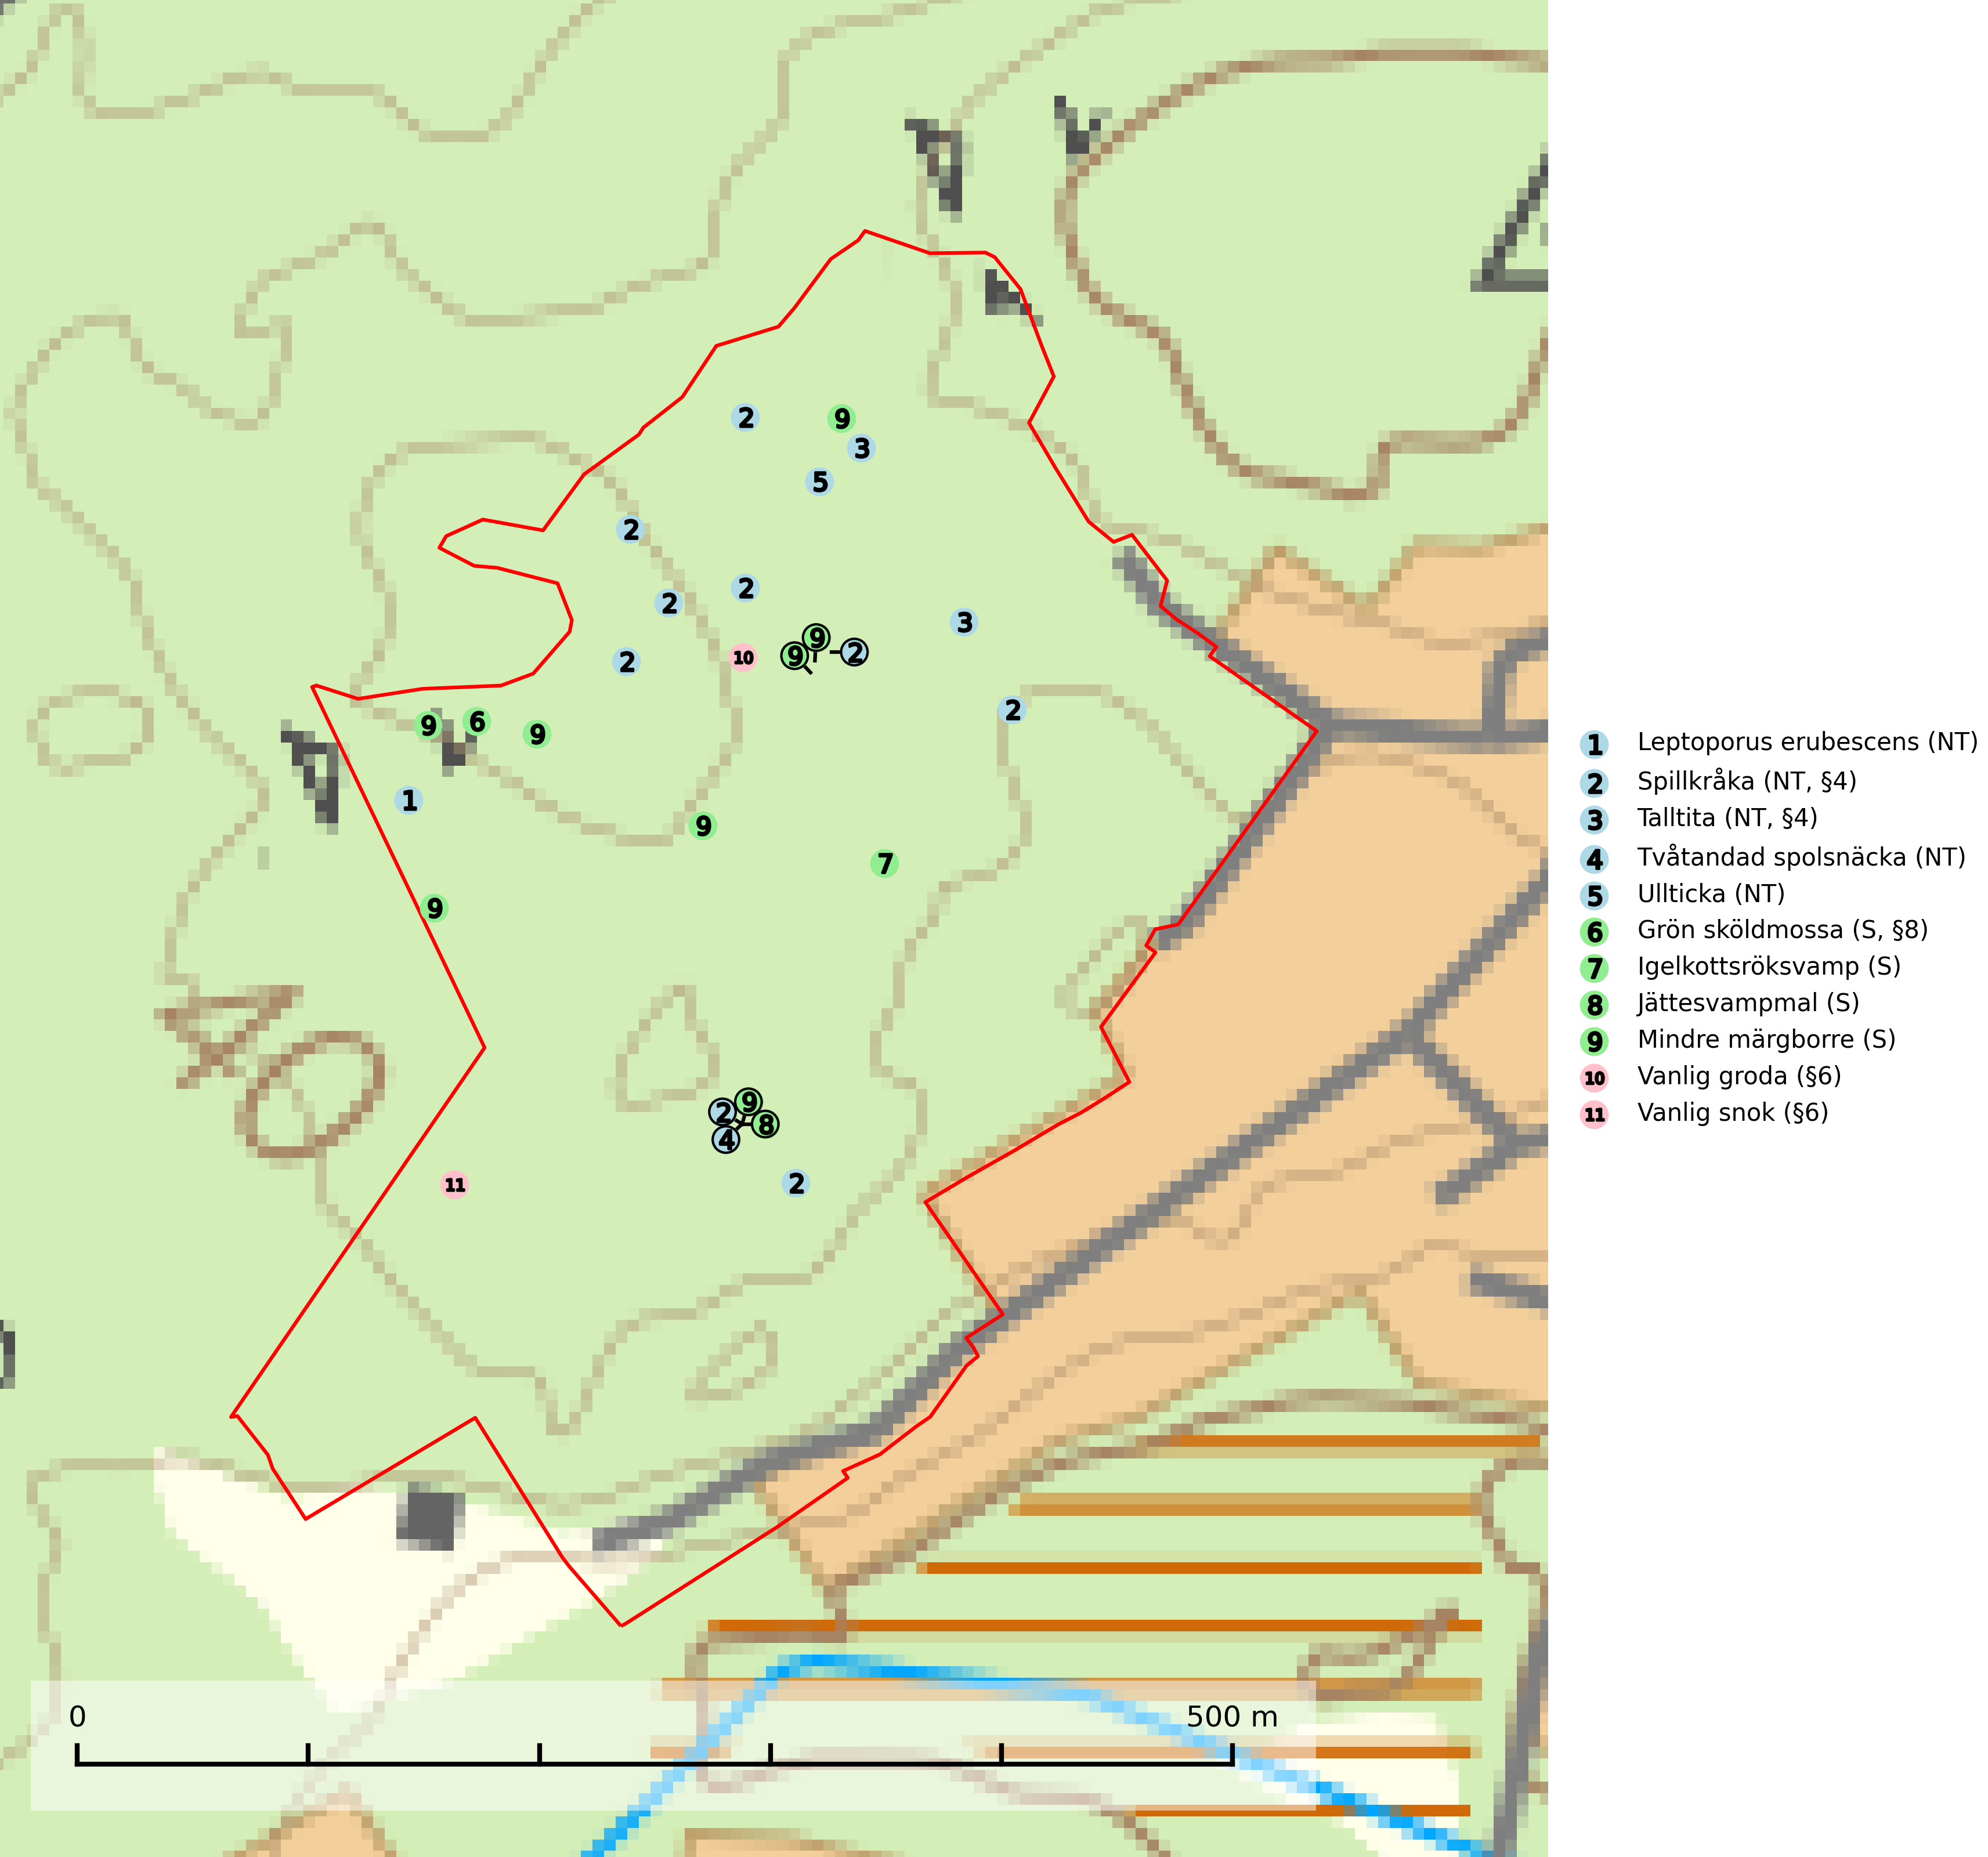 2
9
3
5
2
2
2
9
3
10
9
2
2
2
9
6
9
1
9
7
9
40
9
2
8
4
11
2
0
500 m
1 Leptoporus erubescens (NT)
2 Spillkråka (NT, §4)
3 Talltita (NT, §4)
4 Tvåtandad spolsnäcka (NT)
5 Ullticka (NT)
6 Grön sköldmossa (S, §8)
7 Igelkottsröksvamp (S)
8 Jättesvampmal (S)
9 Mindre märgborre (S)
10 Vanlig groda (§6)
11 Vanlig snok (§6)